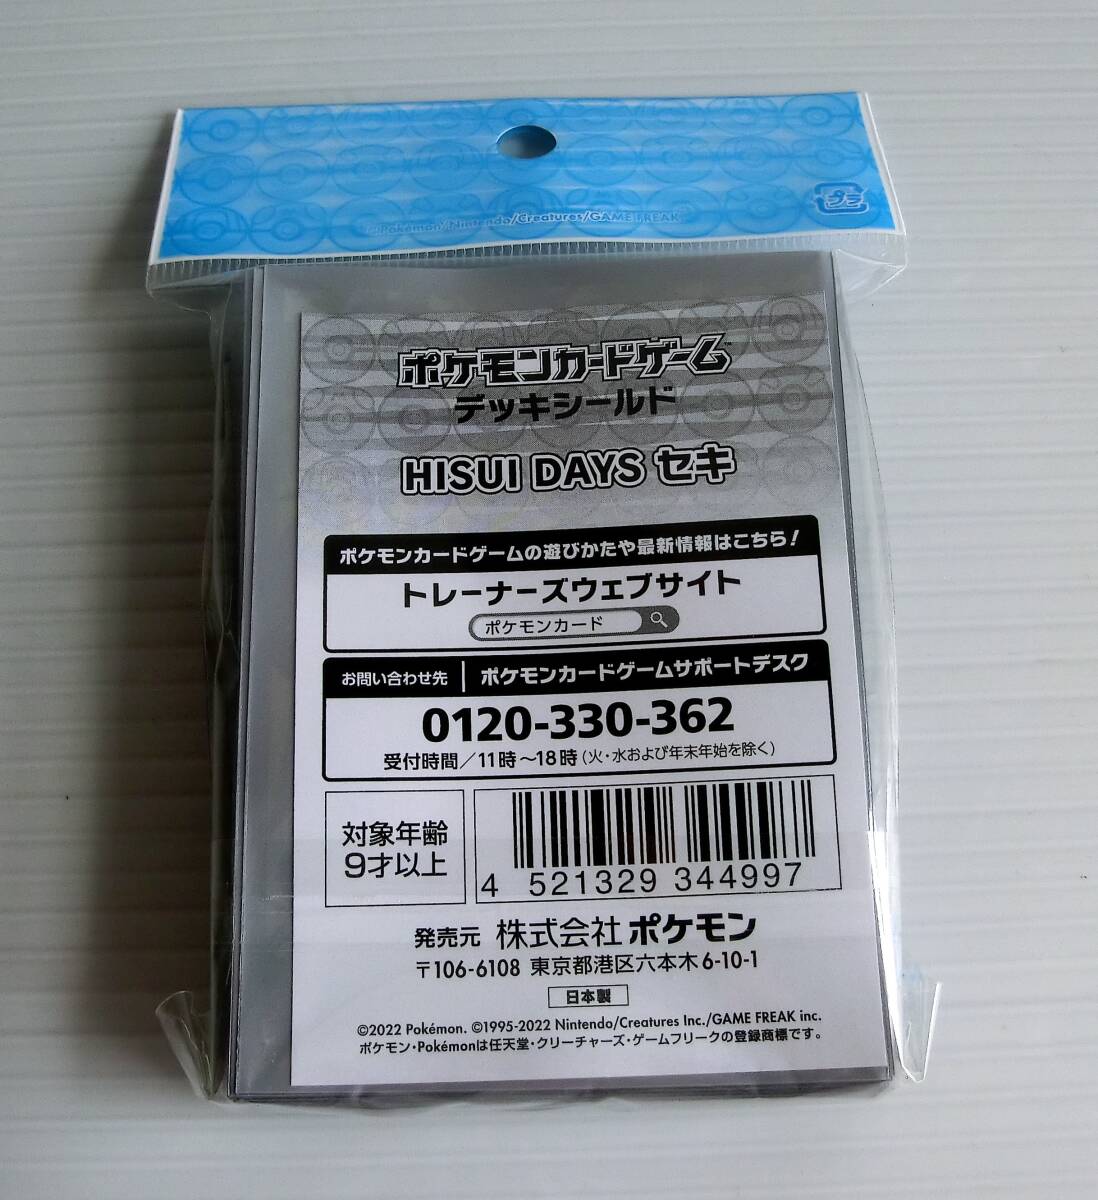 プラ
Pokémon/Nintendo/Creatures/GAME FREAK
ポケモンカードゲーム™
デッキシールド
HISUI DAYS セキ
ポケモンカードゲームの遊びかたや最新情報はこちら！
トレーナーズウェブサイト
ポケモンカード
お問い合わせ先 ポケモンカードゲームサポートデスク
0120-330-362
受付時間／11時～18時（火・水および年末年始を除く）
対象年齢
9才以上
4 521329 344997
発売元 株式会社 ポケモン
〒106-6108 東京都港区六本木6-10-1
日本製
©2022 Pokémon. ©1995-2022 Nintendo/Creatures Inc./GAME FREAK inc.
ポケモン・Pokémonは任天堂・クリーチャーズ・ゲームフリークの登録商標です。